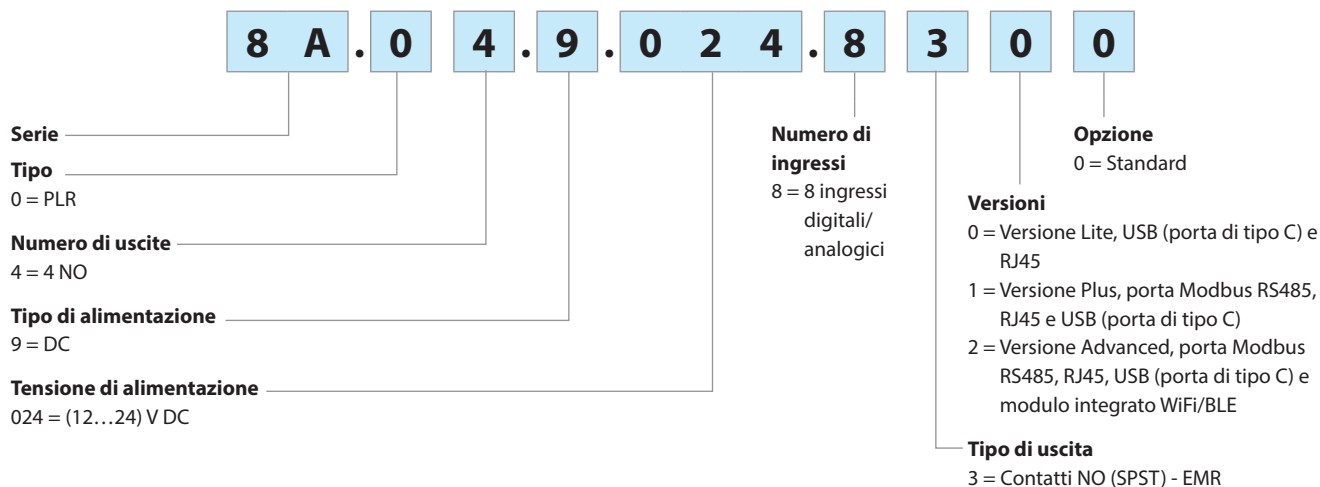 8 A . 0 4 . 9 . 0 2 4 . 8 3 0 0
Serie
Tipo
0 = PLR
Numero di uscite
4 = 4 NO
Tipo di alimentazione
9 = DC
Tensione di alimentazione
024 = (12…24) V DC
Numero di
ingressi
8 = 8 ingressi
digitali/
analogici
Opzione
0 = Standard
Versioni
0 = Versione Lite, USB (porta di tipo C) e
RJ45
1 = Versione Plus, porta Modbus RS485,
RJ45 e USB (porta di tipo C)
2 = Versione Advanced, porta Modbus
RS485, RJ45, USB (porta di tipo C) e
modulo integrato WiFi/BLE
Tipo di uscita
3 = Contatti NO (SPST) - EMR